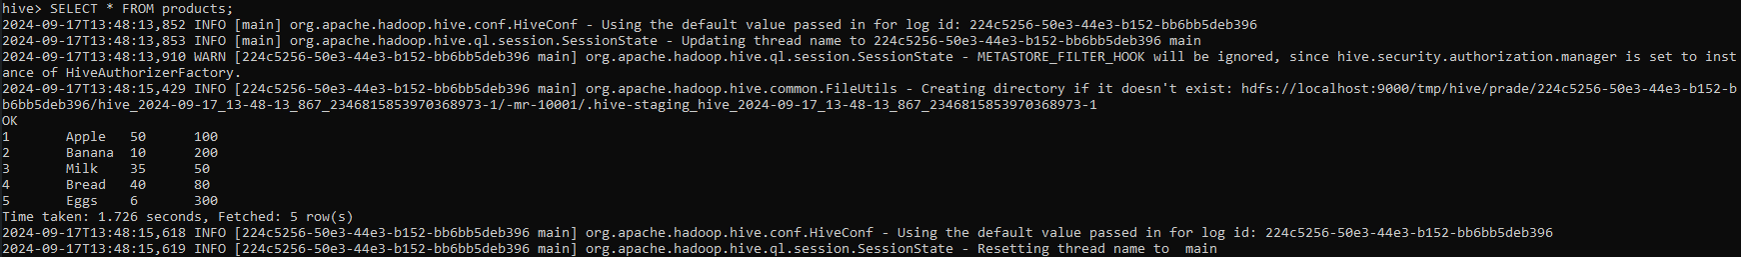 hive> SELECT * FROM products;
2024-09-17T13:48:13,852 INFO [main] org.apache.hadoop.hive.conf.HiveConf - Using the default value passed in for log id: 224c5256-50e3-44e3-b152-bb6bb5deb396
2024-09-17T13:48:13,853 INFO [main] org.apache.hadoop.hive.ql.session.SessionState - Updating thread name to 224c5256-50e3-44e3-b152-bb6bb5deb396 main
2024-09-17T13:48:13,910 WARN [224c5256-50e3-44e3-b152-bb6bb5deb396 main] org.apache.hadoop.hive.ql.session.SessionState - METASTORE_FILTER_HOOK will be ignored, since hive.security.authorization.manager is set to inst
ance of HiveAuthorizerFactory.
2024-09-17T13:48:15,429 INFO [224c5256-50e3-44e3-b152-bb6bb5deb396 main] org.apache.hadoop.hive.common.FileUtils - Creating directory if it doesn't exist: hdfs://localhost:9000/tmp/hive/prade/224c5256-50e3-44e3-b152-b
b6bb5deb396/hive_2024-09-17_13-48-13_867_2346815853970368973-1/-mr-10001/.hive-staging_hive_2024-09-17_13-48-13_867_2346815853970368973-1
OK
1	Apple	50	100
2	Banana	10	200
3	Milk	35	50
4	Bread	40	80
5	Eggs	6	300
Time taken: 1.726 seconds, Fetched: 5 row(s)
2024-09-17T13:48:15,618 INFO [224c5256-50e3-44e3-b152-bb6bb5deb396 main] org.apache.hadoop.hive.conf.HiveConf - Using the default value passed in for log id: 224c5256-50e3-44e3-b152-bb6bb5deb396
2024-09-17T13:48:15,619 INFO [224c5256-50e3-44e3-b152-bb6bb5deb396 main] org.apache.hadoop.hive.ql.session.SessionState - Resetting thread name to  main